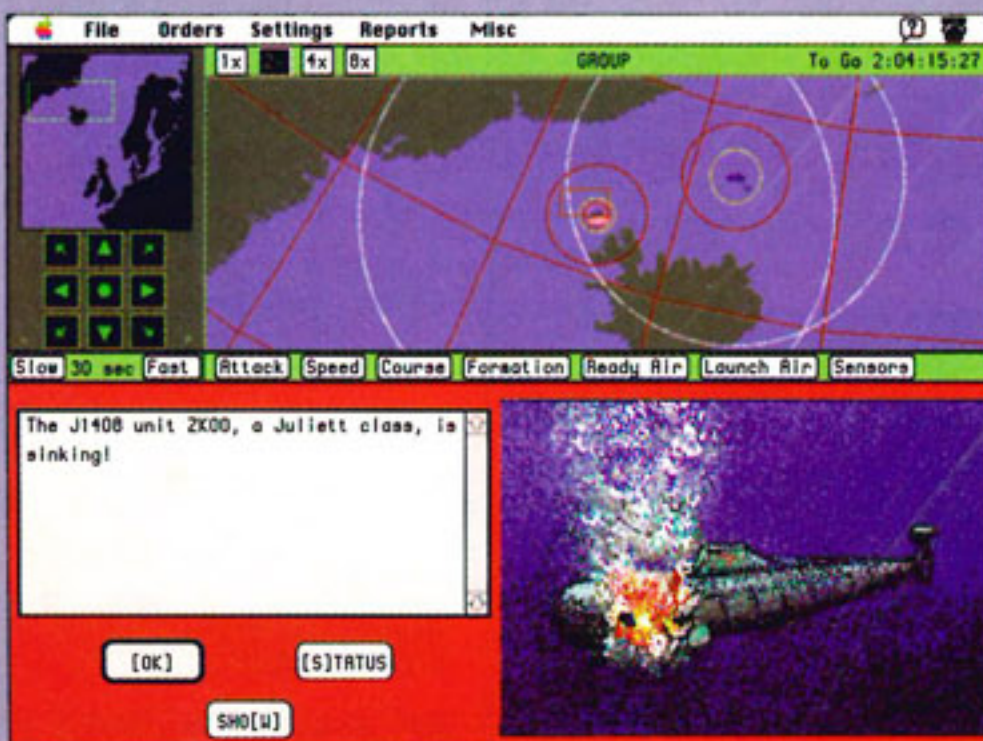 File Orders Settings Reports Misc
1x 4x 8x GROUP To Go 2:04:15:27
Slow 30 sec Fast Attack Speed Course Formation Ready Air Launch Air Sensors
The J1408 unit ZK00, a Juliett class, is
sinking!
[OK] [S]TATUS
SHO[W]